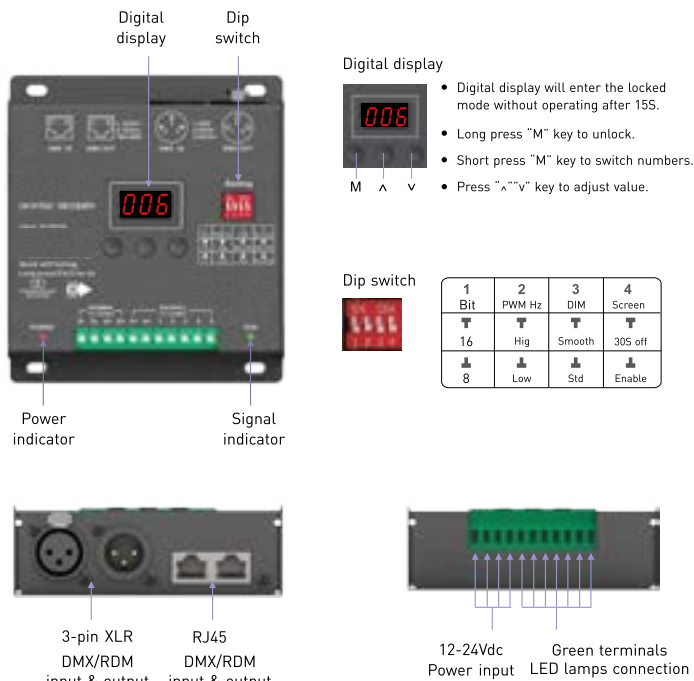 Digital
display
Dip
switch
006
Power
indicator
Signal
indicator
Digital display
006
M ʌ v
• Digital display will enter the locked
mode without operating after 15S.
• Long press "M" key to unlock.
• Short press "M" key to switch numbers.
• Press "ʌ""v" key to adjust value.
Dip switch
1 2 3 4
Bit PWM Hz DIM Screen
16 Hig Smooth 30S off
8 Low Std Enable
3-pin XLR
DMX/RDM
input & output
RJ45
DMX/RDM
input & output
12-24Vdc
Power input
Green terminals
LED lamps connection